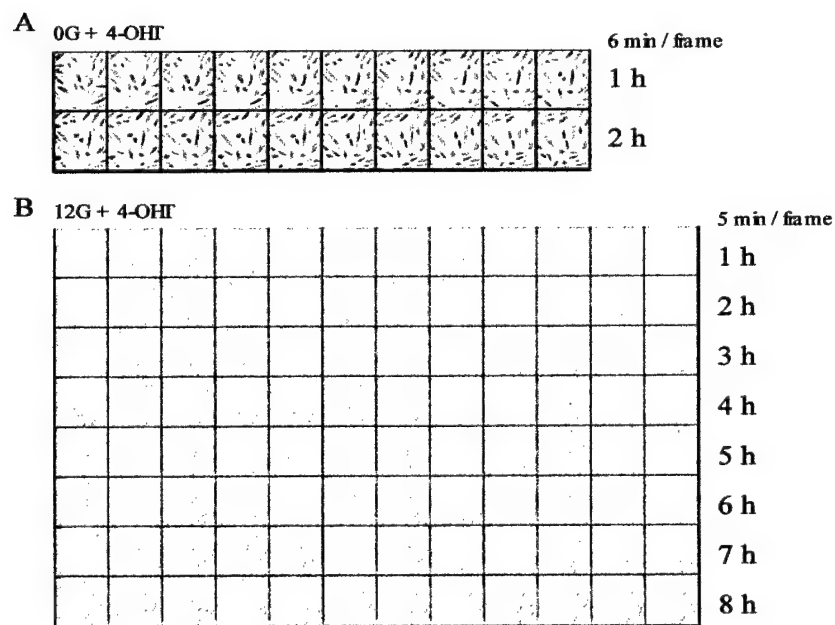 A
0G + 4-OHT
6 min / frame
1 h
2 h
B
12G + 4-OHT
5 min / frame
1 h
2 h
3 h
4 h
5 h
6 h
7 h
8 h